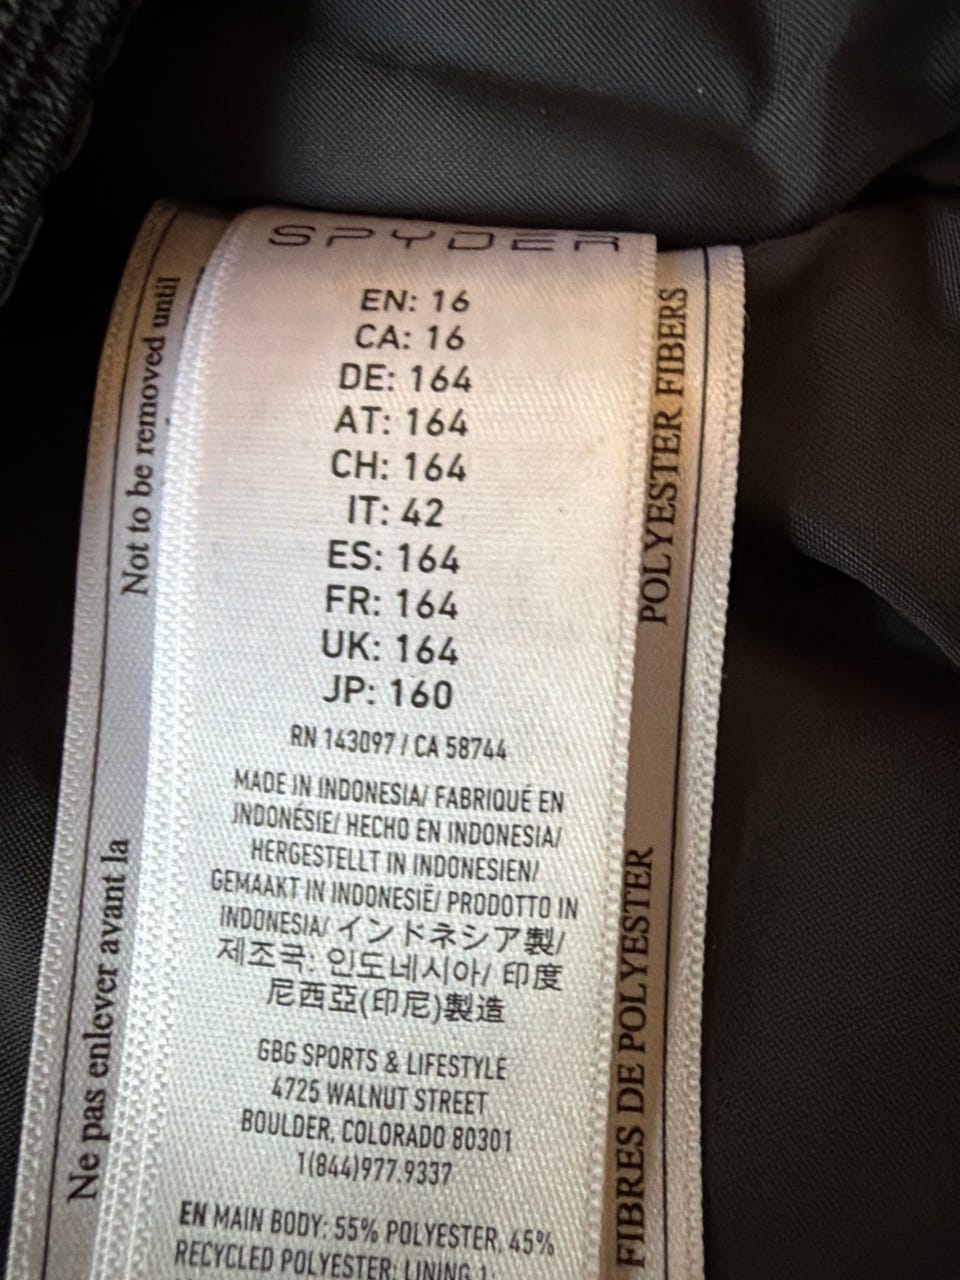 SPYDER
EN: 16
CA: 16
DE: 164
AT: 164
CH: 164
IT: 42
ES: 164
FR: 164
UK: 164
JP: 160
RN 143097 / CA 58744
MADE IN INDONESIA/ FABRIQUÉ EN
INDONÉSIE/ HECHO EN INDONESIA/
HERGESTELLT IN INDONESIEN/
GEMAAKT IN INDONESIË/ PRODOTTO IN
INDONESIA/ インドネシア製/
제조국: 인도네시아/ 印度
尼西亞(印尼)製造
GBG SPORTS & LIFESTYLE
4725 WALNUT STREET
BOULDER, COLORADO 80301
1(844)977.9337
EN MAIN BODY: 55% POLYESTER, 45%
RECYCLED POLYESTER; LINING 1:
Not to be removed until
Ne pas enlever avant la
POLYESTER FIBERS
FIBRES DE POLYESTER